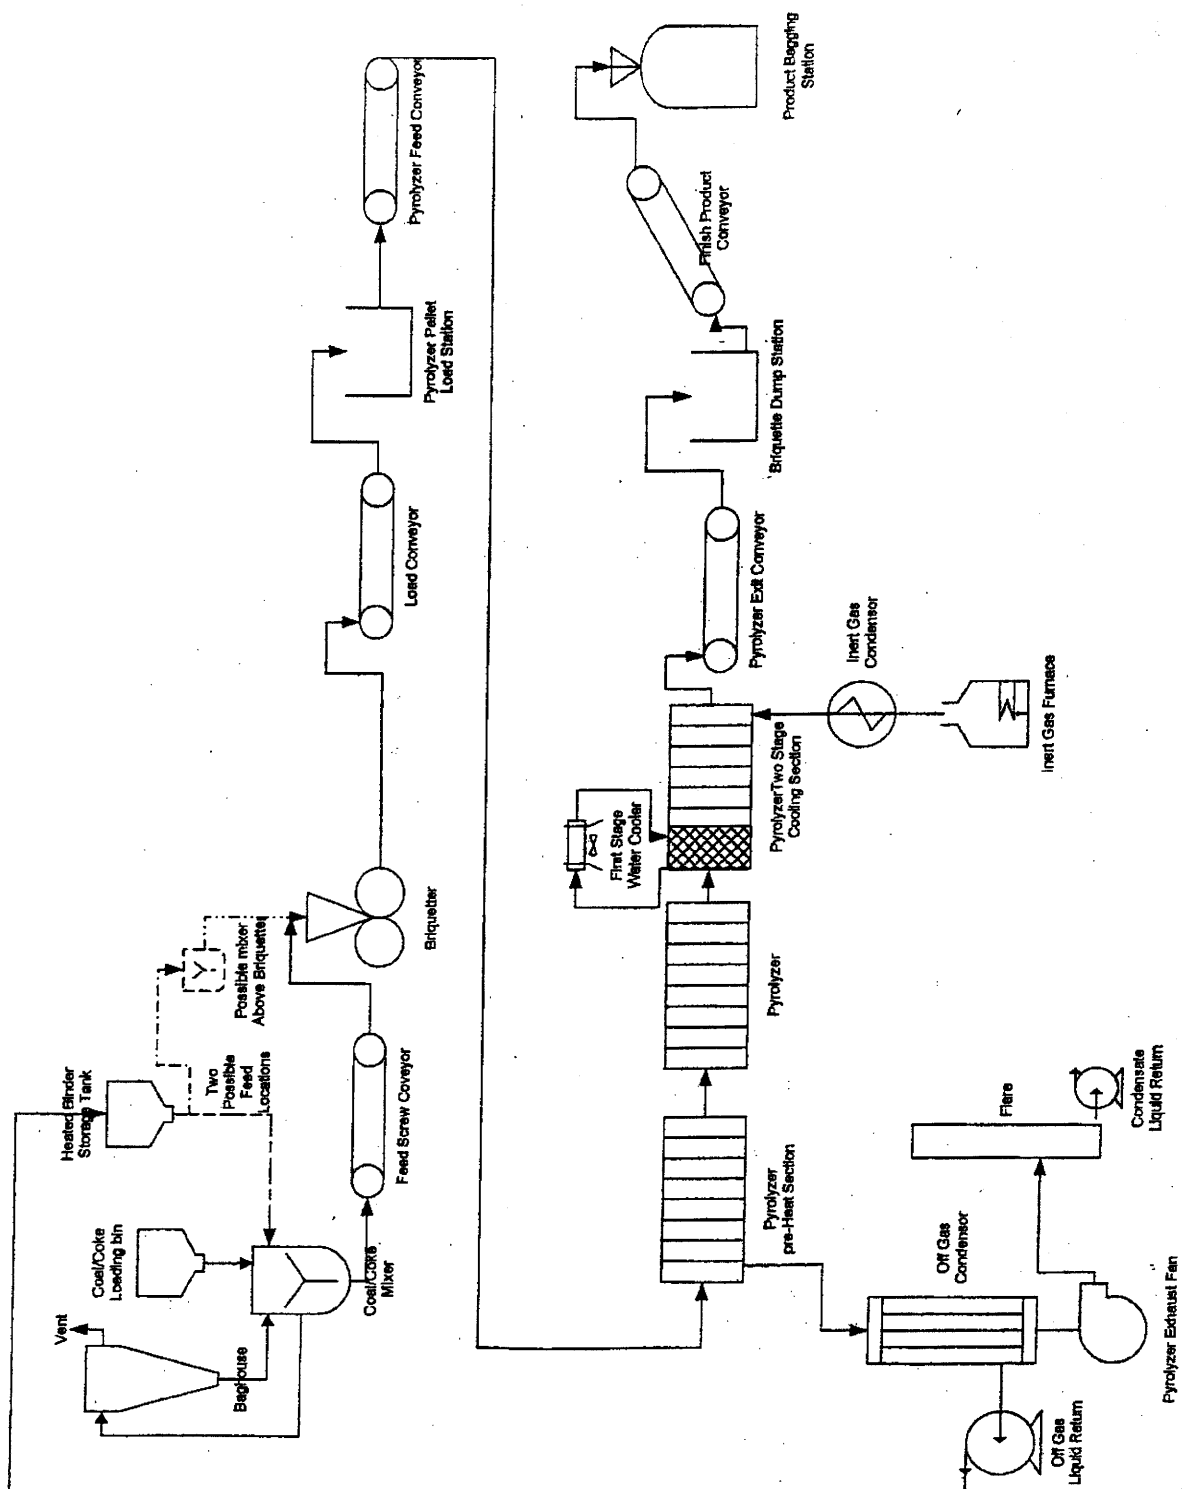 Vent
Baghouse
Coal/Coke
Loading bin
Coal/Coke
Mixer
Heated Binder
Storage Tank
Two
Possible
Feed
Locations
Possible mixer
Above Briquetter
Feed Screw Coveyor
Briquetter
Load Conveyor
Pyrolyzer Pallet
Load Station
Pyrolyzer Feed Conveyor
Pyrolyzer
pre-Heat Section
Pyrolyzer
First Stage
Water Cooler
PyrolyzerTwo Stage
Cooling Section
Pyrolyzer Exit Conveyor
Briquette Dump Station
Finish Product
Conveyor
Product Bagging
Station
Inert Gas
Condensor
Inert Gas Furnace
Off Gas
Condensor
Flare
Condensate
Liquid Return
Off Gas
Liquid Return
Pyrolyzer Exhaust Fan